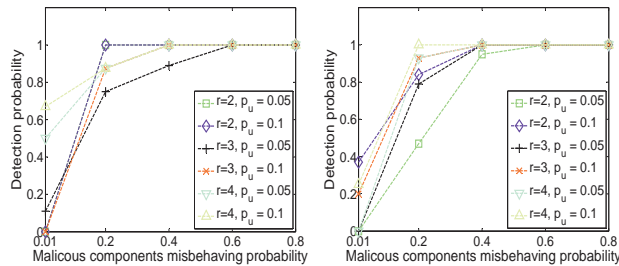 Detection probability
1
0.8
0.6
0.4
0.2
0
0.01
0.2
0.4
0.6
0.8
Malicous components misbehaving probability
r=2, p_u = 0.05
r=2, p_u = 0.1
r=3, p_u = 0.05
r=3, p_u = 0.1
r=4, p_u = 0.05
r=4, p_u = 0.1
Detection probability
1
0.8
0.6
0.4
0.2
0
0.01
0.2
0.4
0.6
0.8
Malicous components misbehaving probability
r=2, p_u = 0.05
r=2, p_u = 0.1
r=3, p_u = 0.05
r=3, p_u = 0.1
r=4, p_u = 0.05
r=4, p_u = 0.1